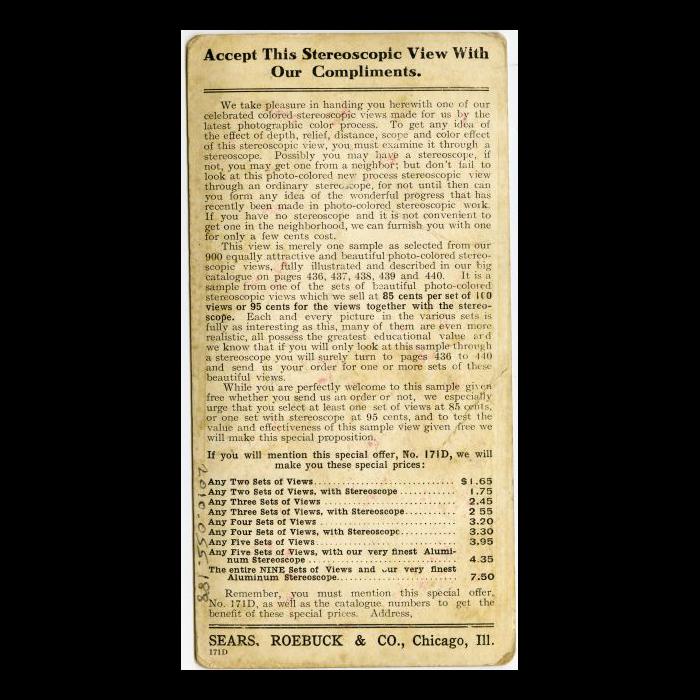 Accept This Stereoscopic View With
Our Compliments.
We take pleasure in handing you herewith one of our
celebrated colored stereoscopic views made for us by the
latest photographic color process. To get any idea of
the effect of depth, relief, distance, scope and color effect
of this stereoscopic view, you must examine it through a
stereoscope. Possibly you may have a stereoscope, if
not, you may get one from a neighbor; but don't fail to
look at this photo-colored new process stereoscopic view
through an ordinary stereoscope, for not until then can
you form any idea of the wonderful progress that has
recently been made in photo-colored stereoscopic work.
If you have no stereoscope and it is not convenient to
get one in the neighborhood, we can furnish you with one
for only a few cents cost.
This view is merely one sample as selected from our
900 equally attractive and beautiful photo-colored stereo-
scopic views, fully illustrated and described in our big
catalogue on pages 436, 437, 438, 439 and 440. It is a
sample from one of the sets of beautiful photo-colored
stereoscopic views which we sell at 85 cents per set of 100
views or 95 cents for the views together with the stereo-
scope. Each and every picture in the various sets is
fully as interesting as this, many of them are even more
realistic, all possess the greatest educational value and
we know that if you will only look at this sample through
a stereoscope you will surely turn to pages 436 to 440
and send us your order for one or more sets of these
beautiful views.
While you are perfectly welcome to this sample given
free whether you send us an order or not, we especially
urge that you select at least one set of views at 85 cents,
or one set with stereoscope at 95 cents, and to test the
value and effectiveness of this sample view given free we
will make this special proposition.
If you will mention this special offer, No. 171D, we will
make you these special prices:
Any Two Sets of Views............................ $1.65
Any Two Sets of Views, with Stereoscope........... 1.75
Any Three Sets of Views........................... 2.45
Any Three Sets of Views, with Stereoscope......... 2 55
Any Four Sets of Views............................ 3.20
Any Four Sets of Views, with Stereoscope.......... 3.30
Any Five Sets of Views............................ 3.95
Any Five Sets of Views, with our very finest Alumi-
num Stereoscope................................ 4.35
The entire NINE Sets of Views and our very finest
Aluminum Stereoscope........................... 7.50
Remember, you must mention this special offer,
No. 171D, as well as the catalogue numbers to get the
benefit of these special prices. Address,
SEARS, ROEBUCK & CO., Chicago, Ill.
171D